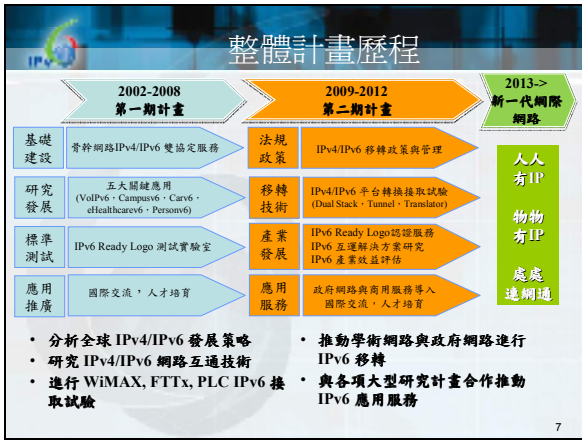 IPv6
整體計畫歷程
2002-2008
第一期計畫
2009-2012
第二期計畫
2013->
新一代網際
網路
基礎
建設
骨幹網路IPv4/IPv6 雙協定服務
法規
政策
IPv4/IPv6 移轉政策與管理
研究
發展
五大關鍵應用
(VoIPv6、Campusv6、Carv6、
eHealthcarev6、Personv6)
移轉
技術
IPv4/IPv6 平台轉換接取試驗
(Dual Stack、Tunnel、Translator)
標準
測試
IPv6 Ready Logo 測試實驗室
產業
發展
IPv6 Ready Logo認證服務
IPv6 互運解決方案研究
IPv6 產業效益評估
應用
推廣
國際交流，人才培育
應用
服務
政府網路與商用服務導入
國際交流，人才培育
人人
有IP
物物
有IP
處處
連網通
• 分析全球 IPv4/IPv6 發展策略
• 研究 IPv4/IPv6 網路互通技術
• 進行 WiMAX, FTTx, PLC IPv6 接
取試驗
• 推動學術網路與政府網路進行
IPv6 移轉
• 與各項大型研究計畫合作推動
IPv6 應用服務
7